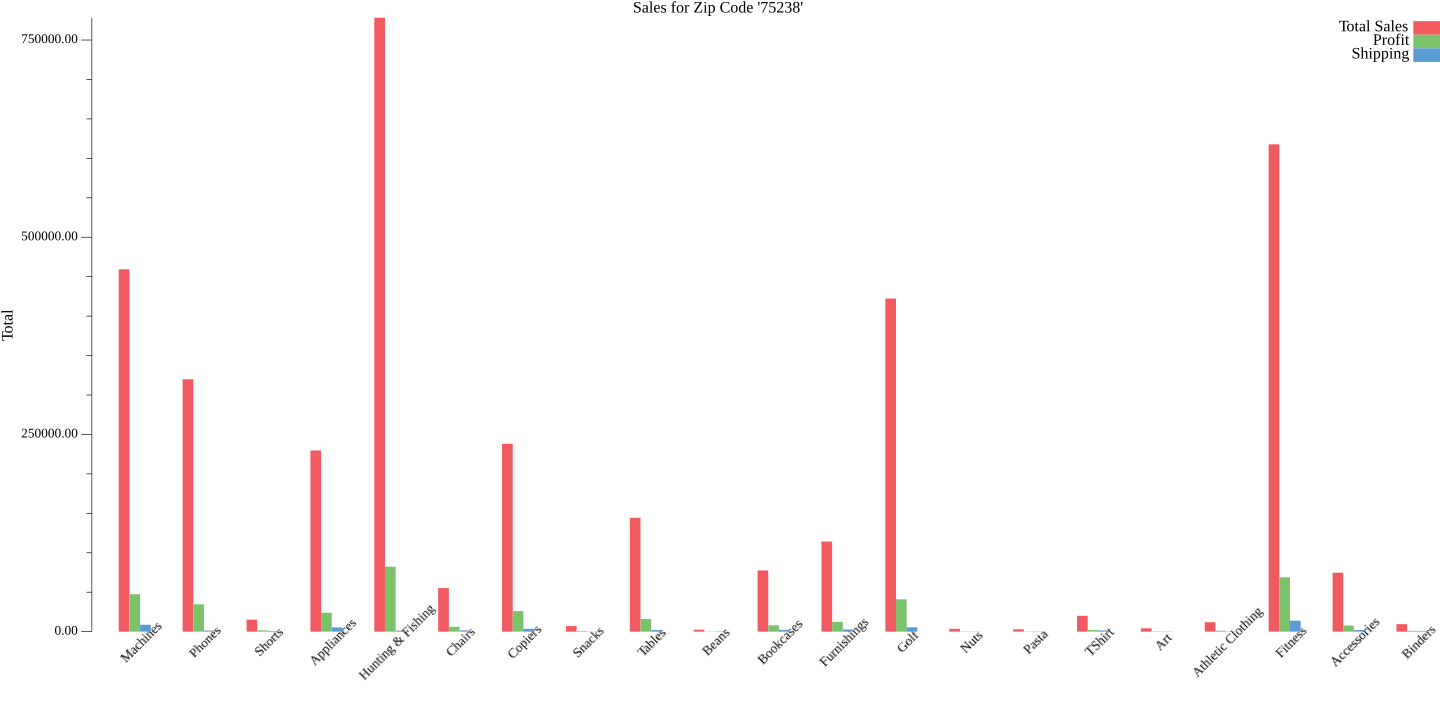 Sales for Zip Code '75238'
Total Sales
Profit
Shipping
750000.00
500000.00
250000.00
0.00
Total
Machines
Phones
Shorts
Appliances
Hunting & Fishing
Chairs
Copiers
Snacks
Tables
Beans
Bookcases
Furnishings
Golf
Nuts
Pasta
TShirt
Art
Athletic Clothing
Fitness
Accessories
Binders